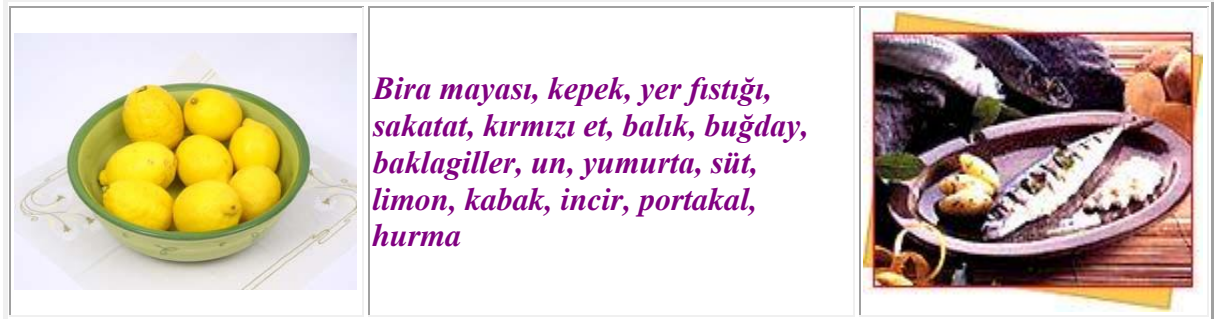 Bira mayası, kepek, yer fıstığı,
sakatat, kırmızı et, balık, buğday,
baklagiller, un, yumurta, süt,
limon, kabak, incir, portakal,
hurma